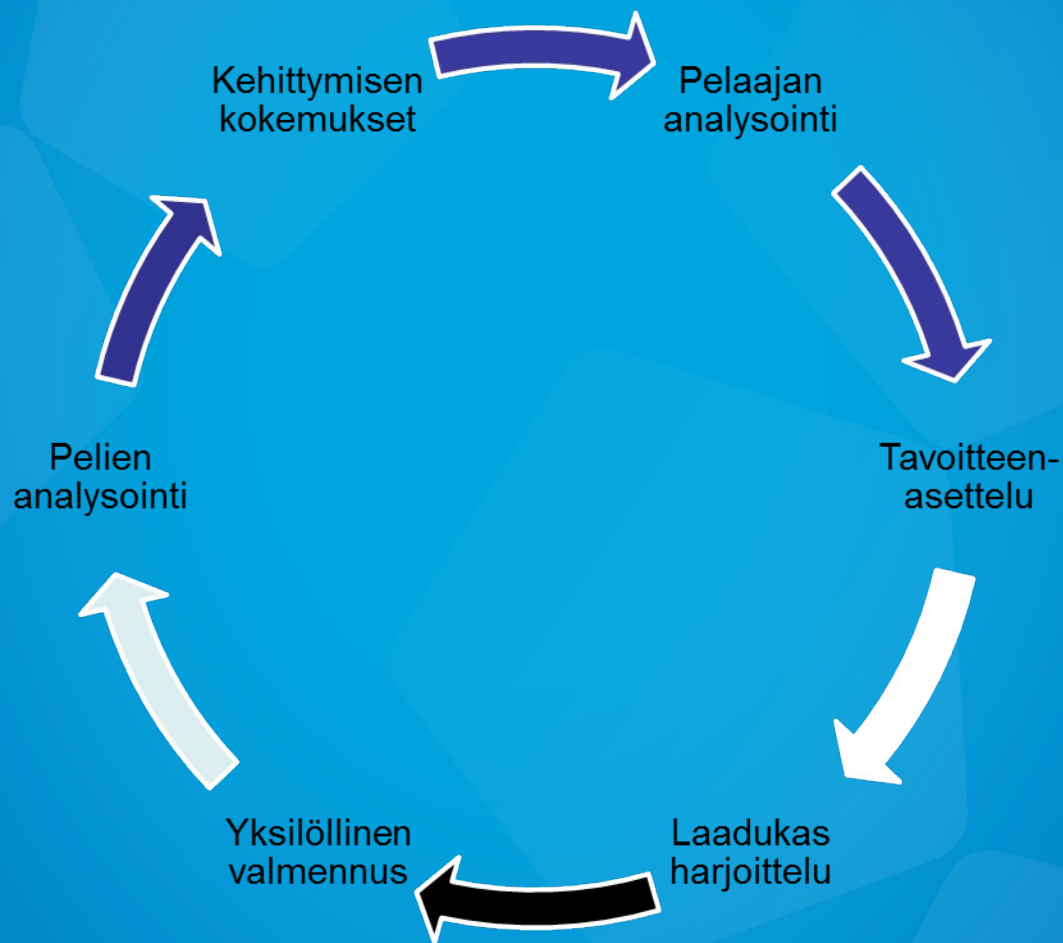 Kehittymisen
kokemukset
Pelaajan
analysointi
Tavoitteen-
asettelu
Laadukas
harjoittelu
Yksilöllinen
valmennus
Pelien
analysointi